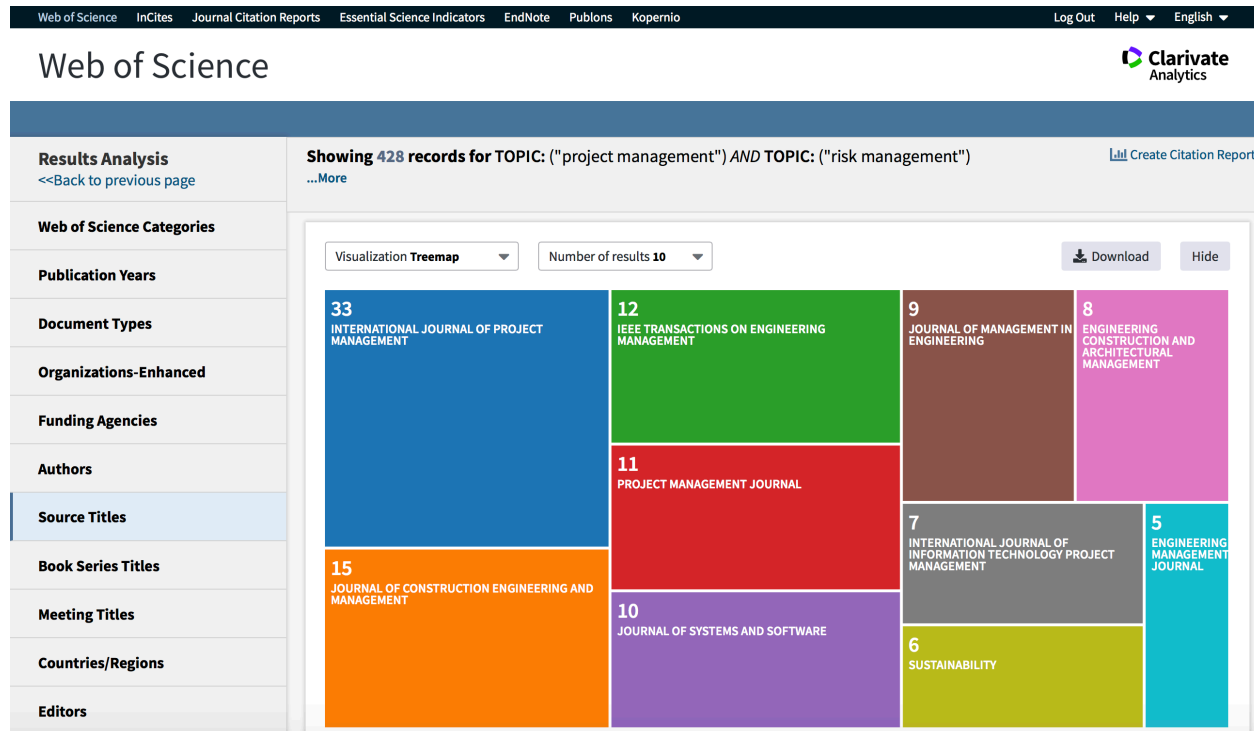 Web of Science InCites Journal Citation Reports Essential Science Indicators EndNote Publons Kopernio Log Out Help English
Web of Science
Clarivate
Analytics
Results Analysis
<<Back to previous page
Web of Science Categories
Publication Years
Document Types
Organizations-Enhanced
Funding Agencies
Authors
Source Titles
Book Series Titles
Meeting Titles
Countries/Regions
Editors
Showing 428 records for TOPIC: ("project management") AND TOPIC: ("risk management")
...More
Create Citation Report
Visualization Treemap
Number of results 10
Download
Hide
33
INTERNATIONAL JOURNAL OF PROJECT
MANAGEMENT
15
JOURNAL OF CONSTRUCTION ENGINEERING AND
MANAGEMENT
12
IEEE TRANSACTIONS ON ENGINEERING
MANAGEMENT
11
PROJECT MANAGEMENT JOURNAL
10
JOURNAL OF SYSTEMS AND SOFTWARE
9
JOURNAL OF MANAGEMENT IN
ENGINEERING
8
ENGINEERING
CONSTRUCTION AND
ARCHITECTURAL
MANAGEMENT
7
INTERNATIONAL JOURNAL OF
INFORMATION TECHNOLOGY PROJECT
MANAGEMENT
6
SUSTAINABILITY
5
ENGINEERING
MANAGEMENT
JOURNAL